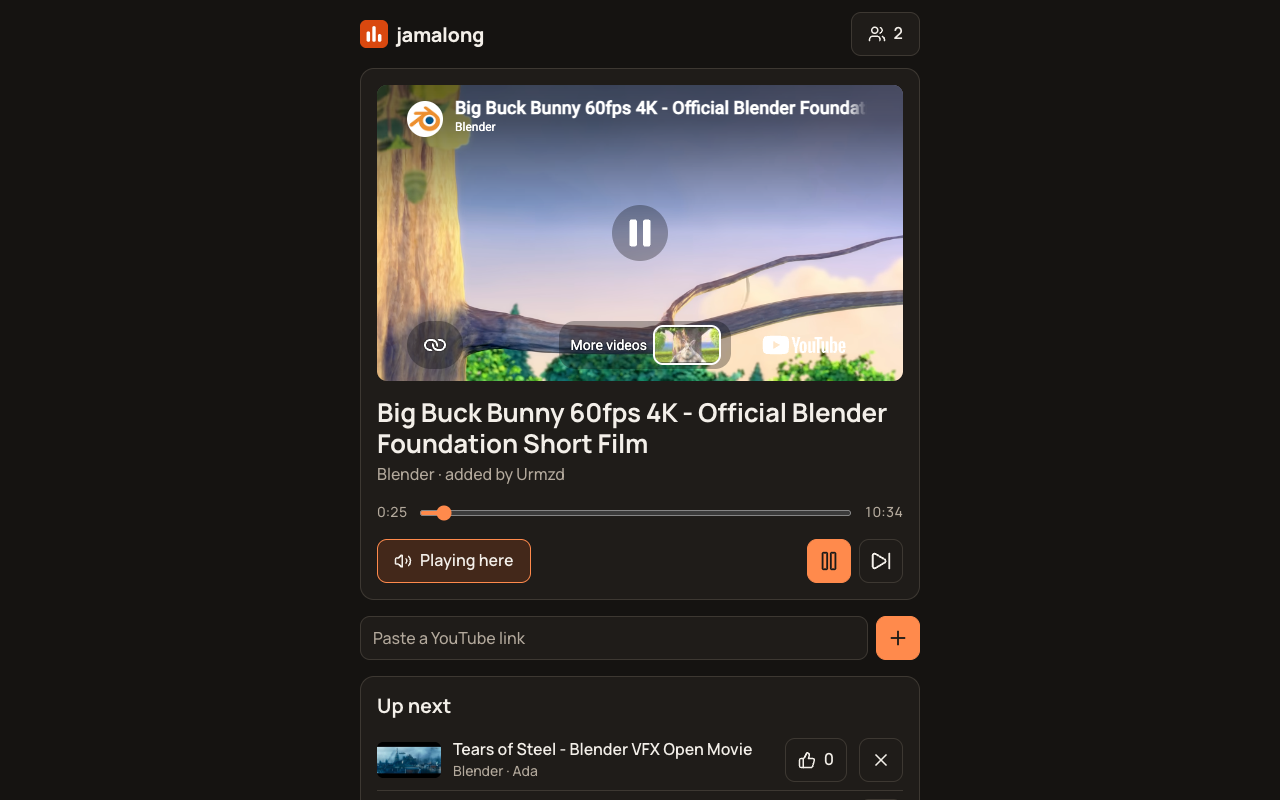 jamalong
2
Big Buck Bunny 60fps 4K - Official Blender Foundat
Blender
More videos
YouTube
Big Buck Bunny 60fps 4K - Official Blender
Foundation Short Film
Blender · added by Urmzd
0:25
10:34
Playing here
Paste a YouTube link
Up next
Tears of Steel - Blender VFX Open Movie
Blender · Ada
0